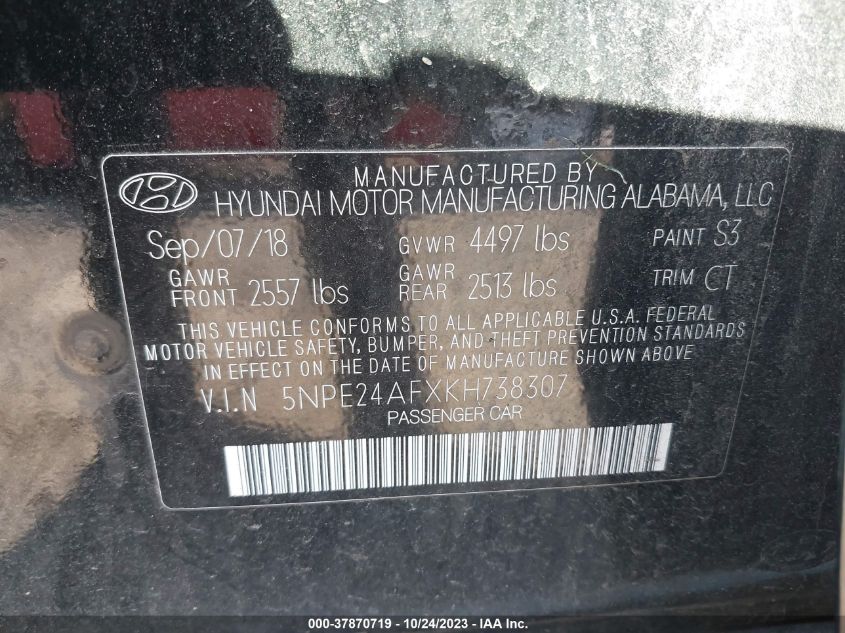 MANUFACTURED BY
HYUNDAI MOTOR MANUFACTURING ALABAMA, LLC
Sep/07/18 GVWR 4497 lbs PAINT S3
GAWR FRONT 2557 lbs GAWR REAR 2513 lbs TRIM CT
THIS VEHICLE CONFORMS TO ALL APPLICABLE U.S.A. FEDERAL
MOTOR VEHICLE SAFETY, BUMPER, AND THEFT PREVENTION STANDARDS
IN EFFECT ON THE DATE OF MANUFACTURE SHOWN ABOVE
V.I.N 5NPE24AFXKH738307
PASSENGER CAR
000-37870719 - 10/24/2023 - IAA Inc.